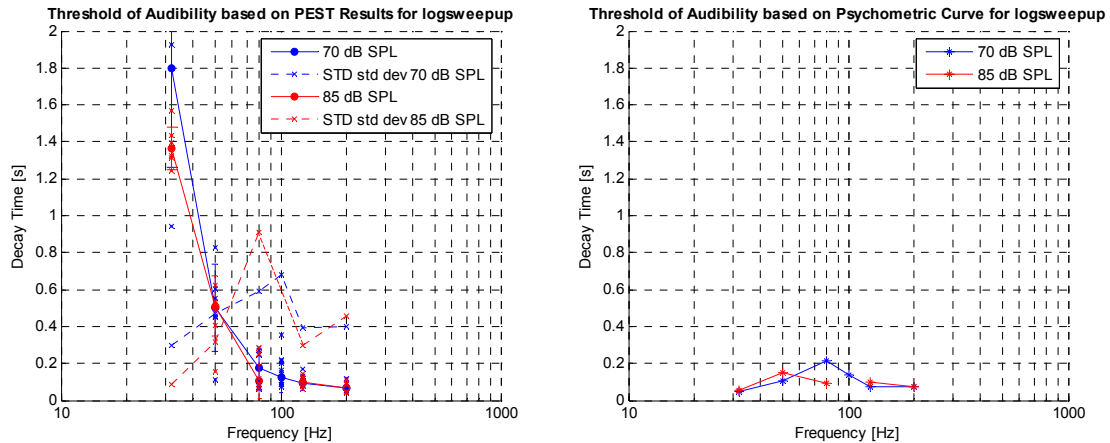 Threshold of Audibility based on PEST Results for logsweepup
2
1.8
1.6
1.4
1.2
1
0.8
0.6
0.4
0.2
0
Decay Time [s]
70 dB SPL
STD std dev 70 dB SPL
85 dB SPL
STD std dev 85 dB SPL
10
100
1000
Frequency [Hz]
Threshold of Audibility based on Psychometric Curve for logsweepup
2
1.8
1.6
1.4
1.2
1
0.8
0.6
0.4
0.2
0
Decay Time [s]
70 dB SPL
85 dB SPL
10
100
1000
Frequency [Hz]